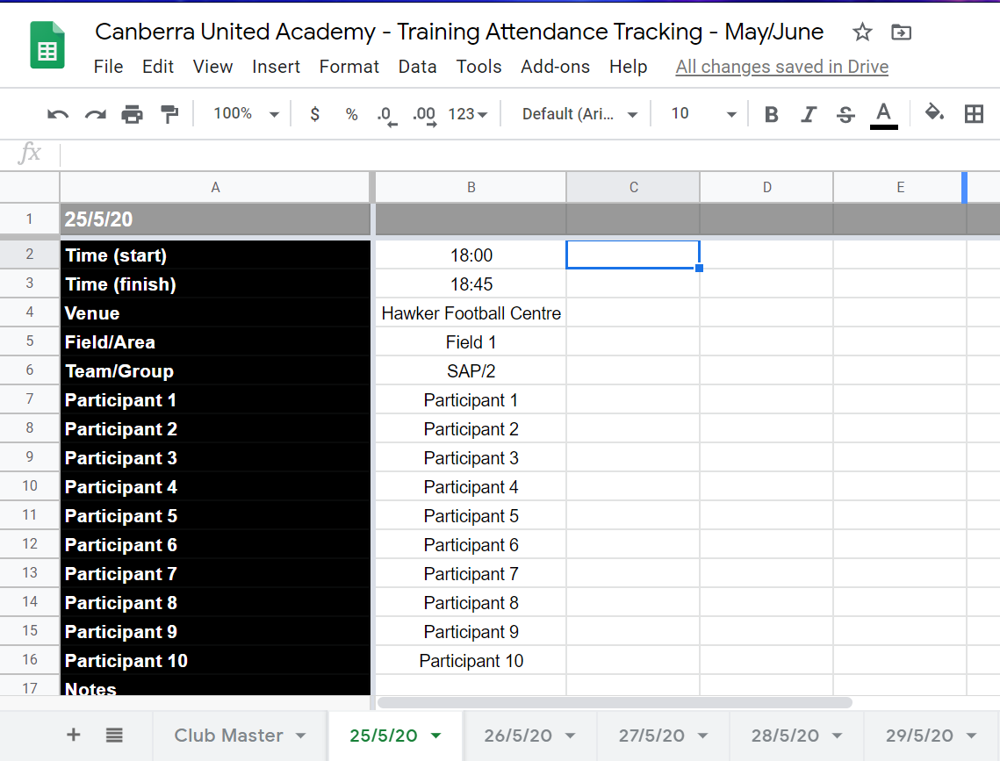 Canberra United Academy - Training Attendance Tracking - May/June
File Edit View Insert Format Data Tools Add-ons Help All changes saved in Drive
100% $ % .0 .00 123 Default (Ari... 10 B I S A
fx
A B C D E
1 25/5/20
2 Time (start) 18:00
3 Time (finish) 18:45
4 Venue Hawker Football Centre
5 Field/Area Field 1
6 Team/Group SAP/2
7 Participant 1 Participant 1
8 Participant 2 Participant 2
9 Participant 3 Participant 3
10 Participant 4 Participant 4
11 Participant 5 Participant 5
12 Participant 6 Participant 6
13 Participant 7 Participant 7
14 Participant 8 Participant 8
15 Participant 9 Participant 9
16 Participant 10 Participant 10
17 Notes
+ Club Master 25/5/20 26/5/20 27/5/20 28/5/20 29/5/20